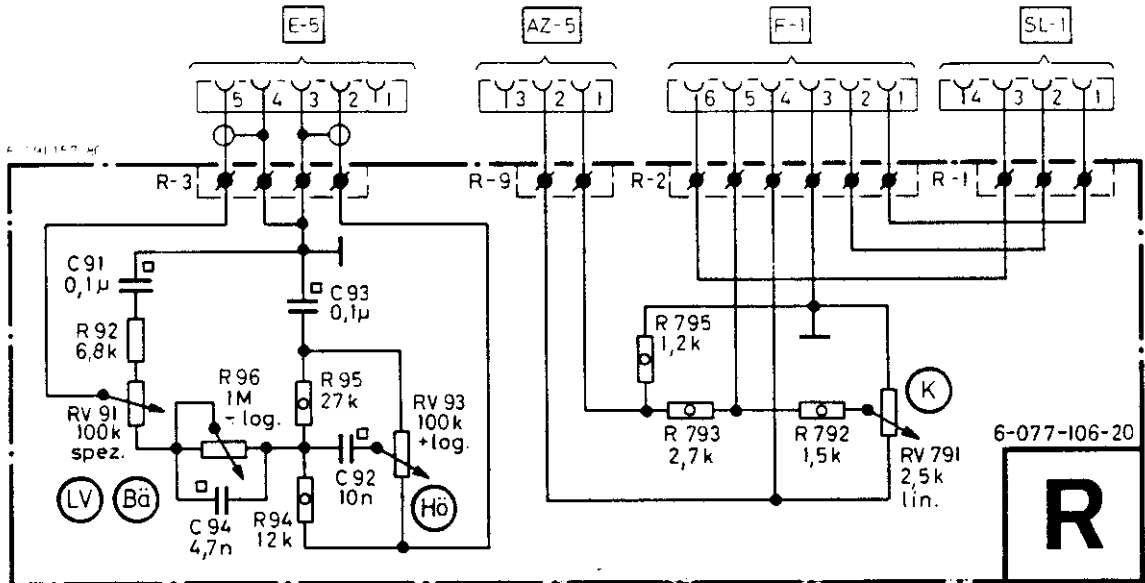 E-5
AZ-5
F-1
SL-1
5 4 3 2 1
3 2 1
6 5 4 3 2 1
4 3 2 1
R-3
R-9
R-2
R-1
C 91
0,1µ
C 93
0,1µ
R 92
6,8k
R 795
1,2k
R 96
1M
- log.
R 95
27k
RV 93
100k
+log.
K
RV 91
100k
spez.
R 793
2,7k
R 792
1,5k
RV 791
2,5k
lin.
6-077-106-20
C 92
10n
LV
Bä
Hö
C 94
4,7n
R 94
12k
R